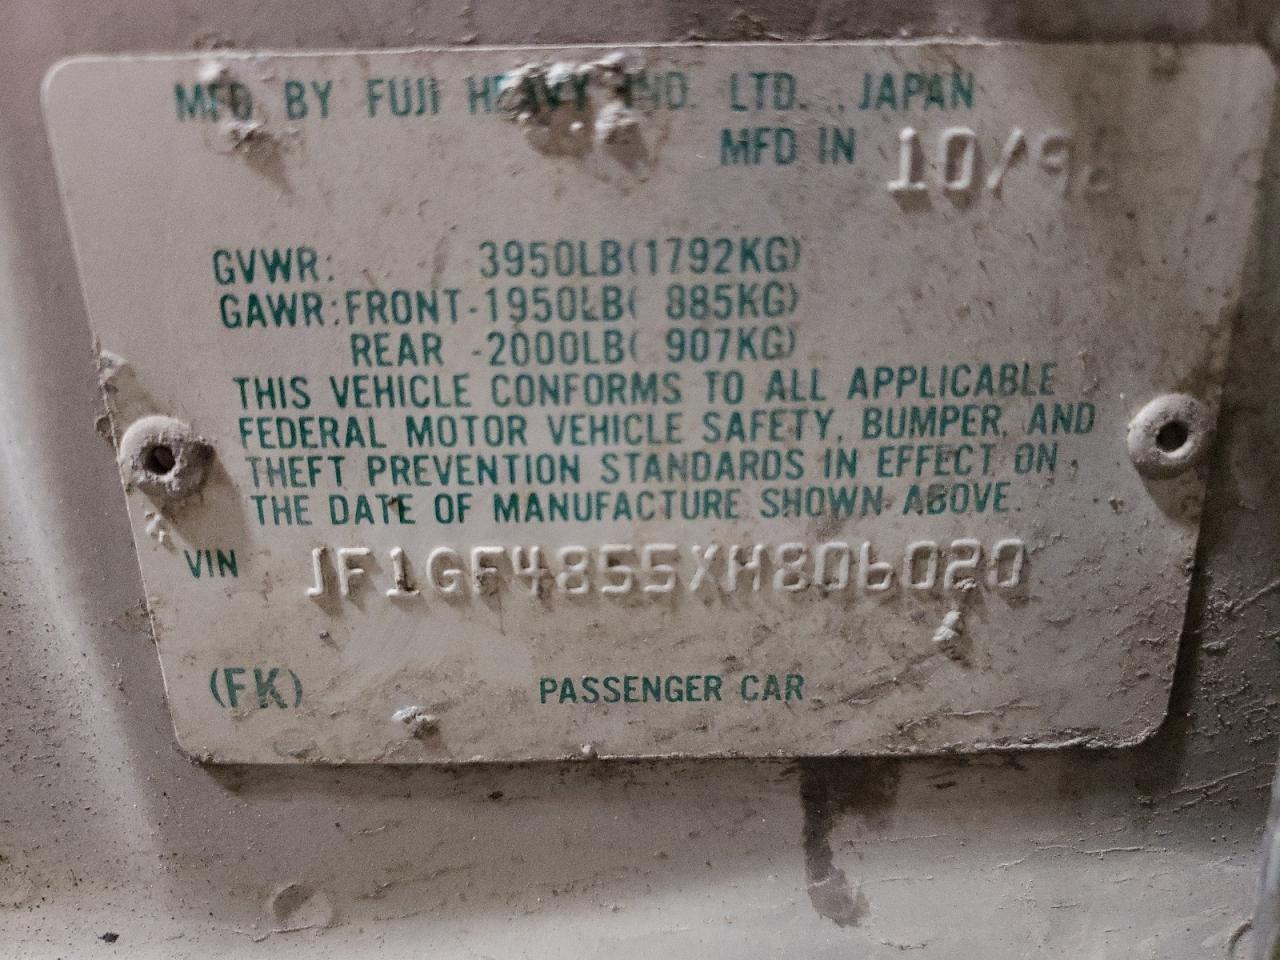 MFD BY FUJI HEAVY IND. LTD., JAPAN
MFD IN 10/98
GVWR: 3950LB(1792KG)
GAWR:FRONT-1950LB( 885KG)
REAR -2000LB( 907KG)
THIS VEHICLE CONFORMS TO ALL APPLICABLE
FEDERAL MOTOR VEHICLE SAFETY, BUMPER, AND
THEFT PREVENTION STANDARDS IN EFFECT ON
THE DATE OF MANUFACTURE SHOWN ABOVE.
VIN JF1GF4855XH806020
(FK) PASSENGER CAR